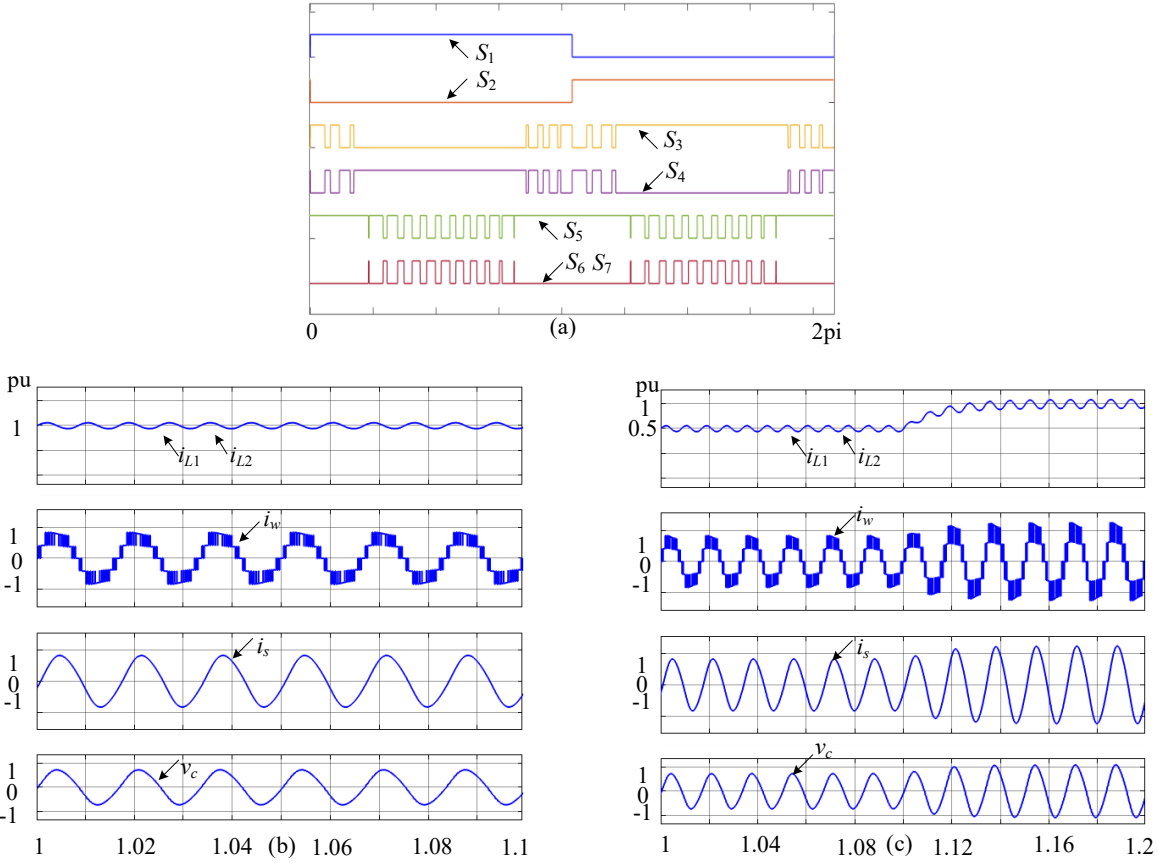 S1
S2
S3
S4
S5
S6 S7
0 (a) 2pi
pu
1
iL1 iL2
1
0
-1
iw
1
0
-1
is
1
0
-1
vc
1 1.02 1.04 (b) 1.06 1.08 1.1
pu
1
0.5
iL1 iL2
1
0
-1
iw
1
0
-1
is
1
0
-1
vc
1 1.04 1.08 (c) 1.12 1.16 1.2